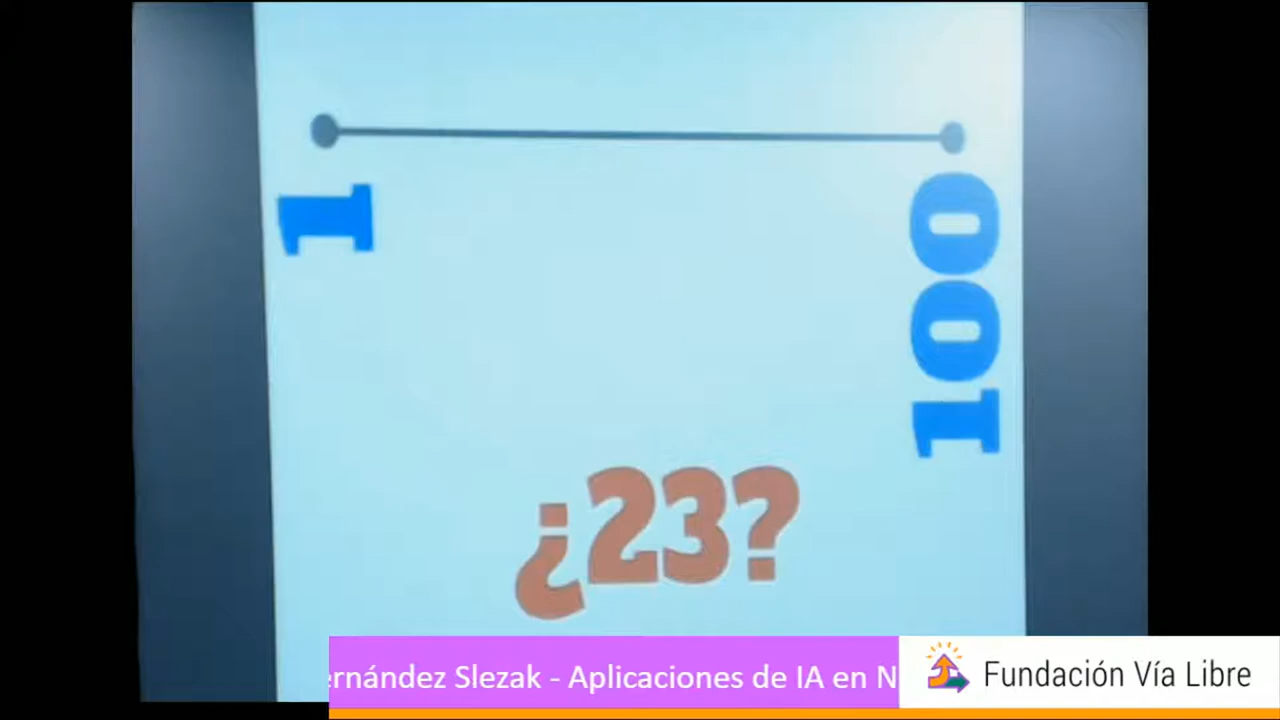 1
100
¿23?
ernández Slezak - Aplicaciones de IA en N
Fundación Vía Libre